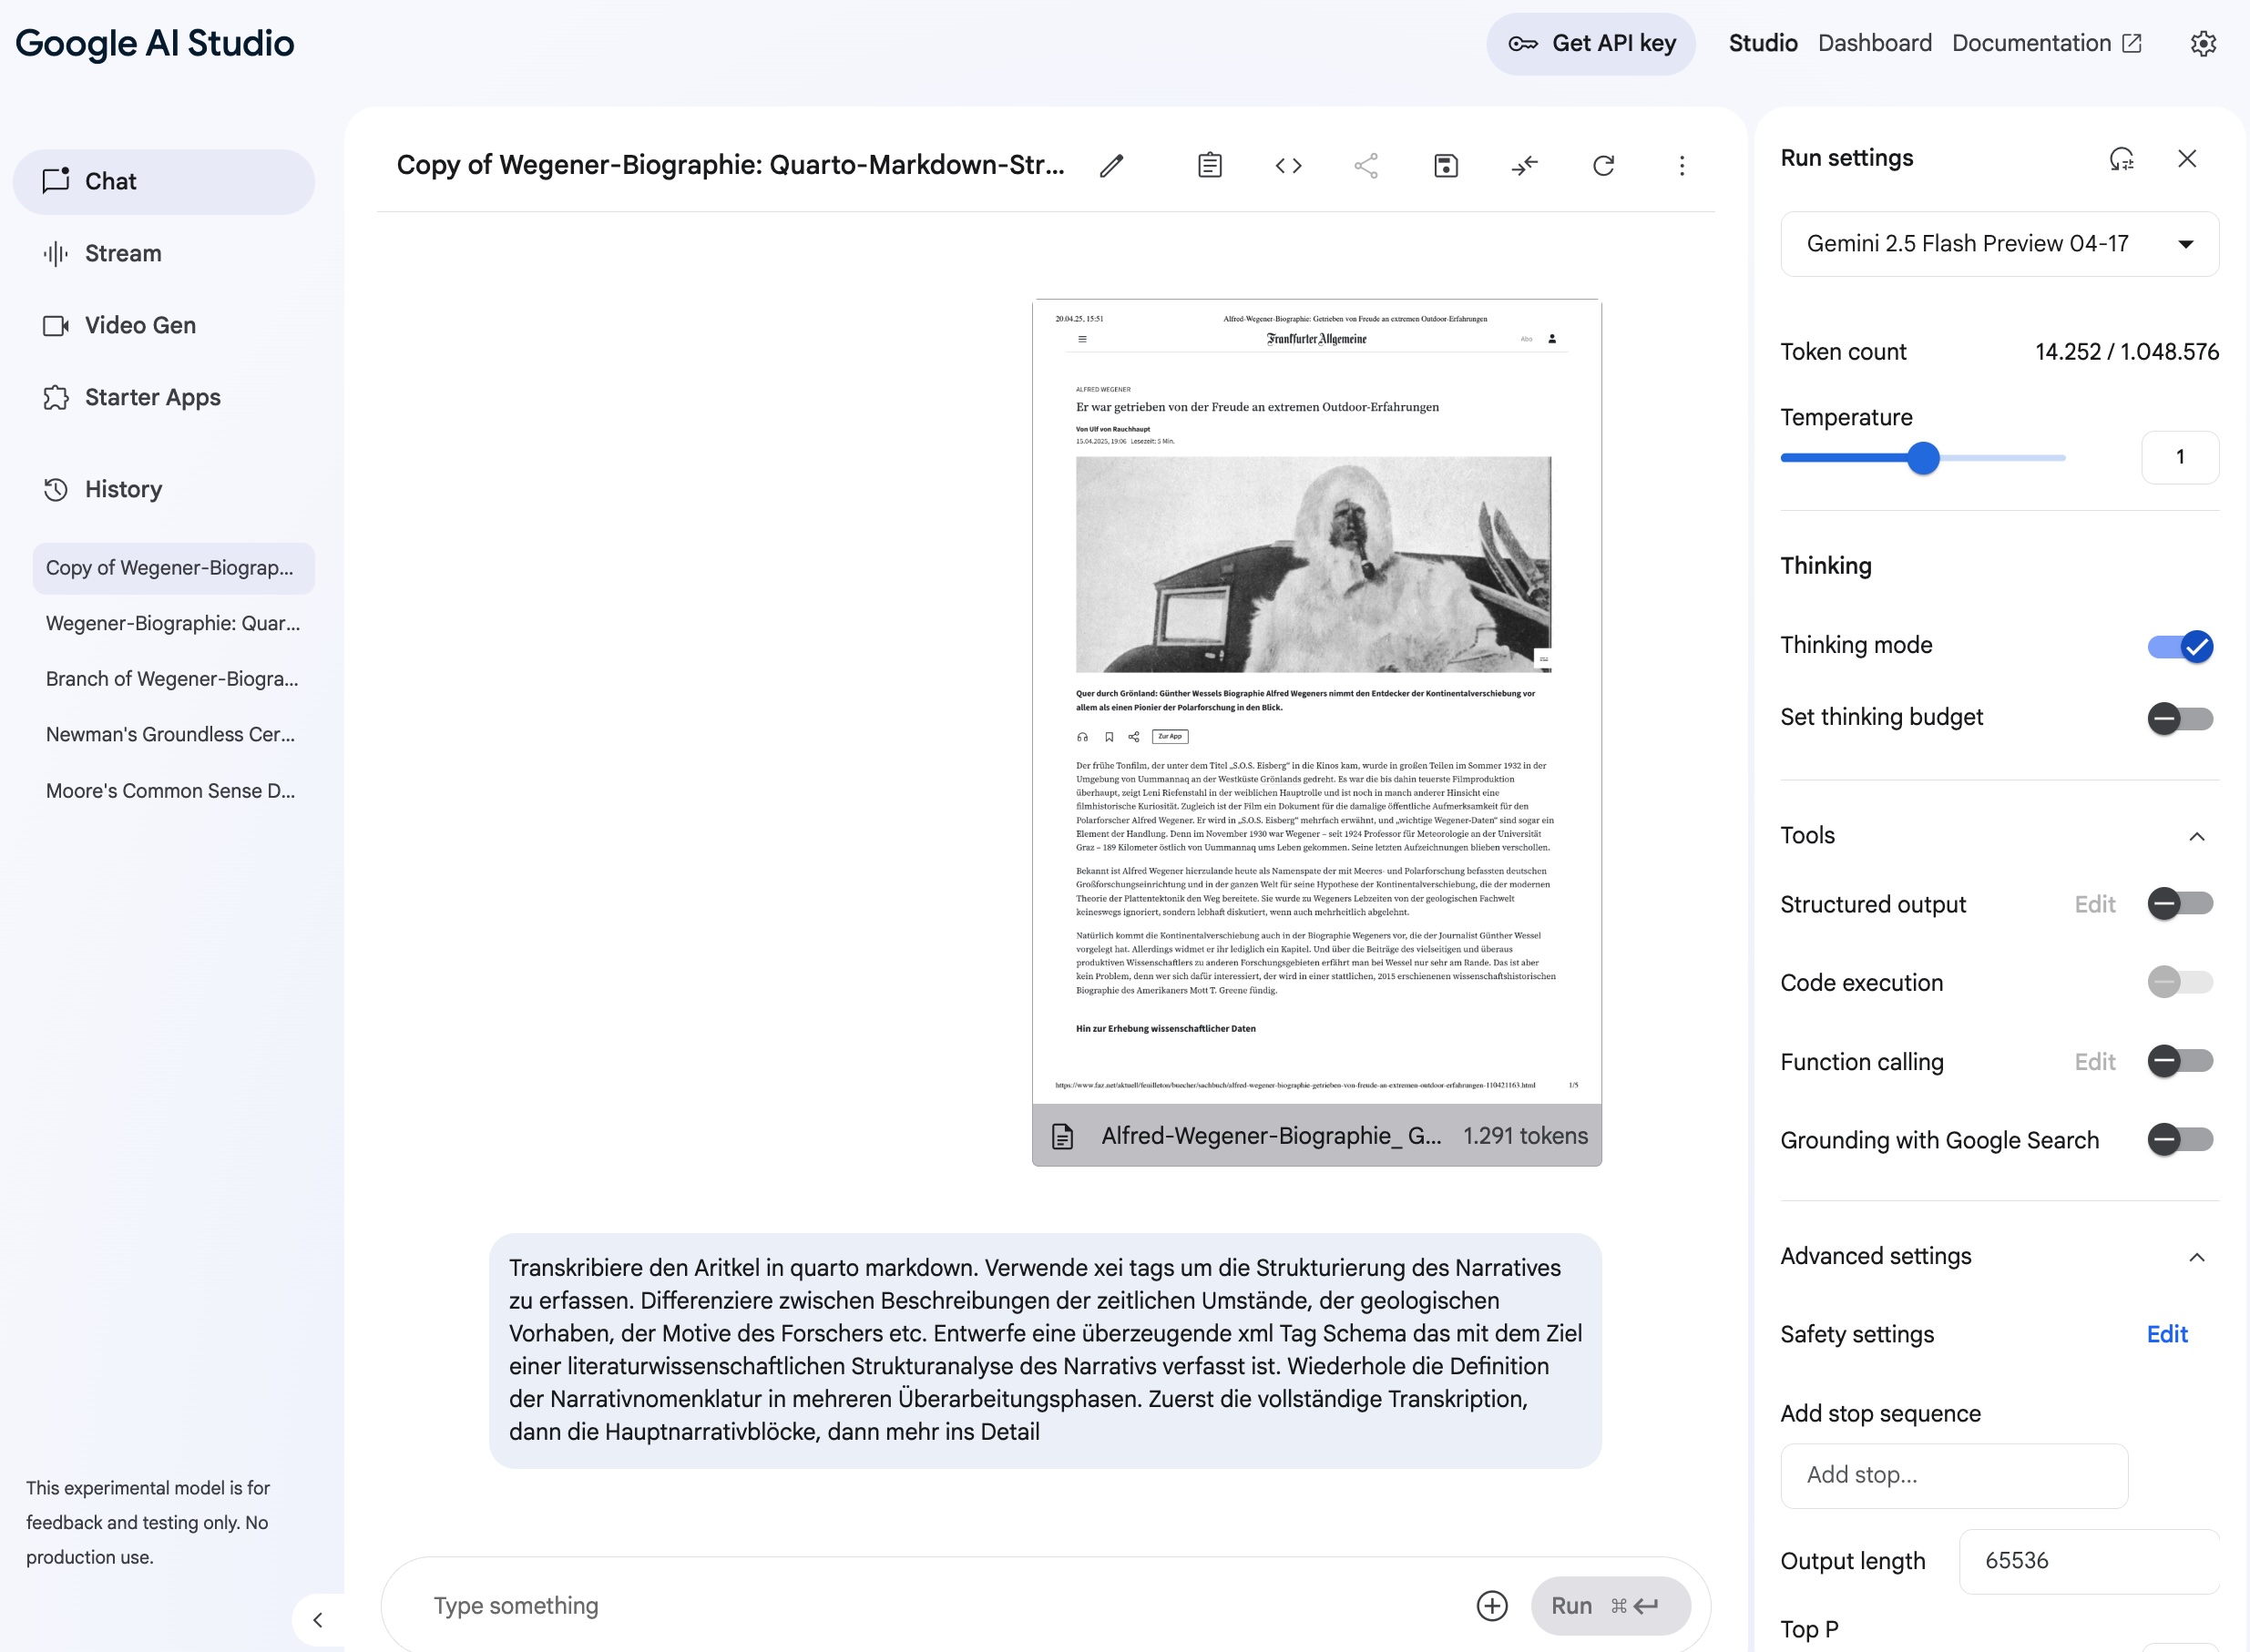 Google AI Studio
Get API key
Studio
Dashboard
Documentation
Chat
Stream
Video Gen
Starter Apps
History
Copy of Wegener-Biograp...
Wegener-Biographie: Quar...
Branch of Wegener-Biogra...
Newman's Groundless Cer...
Moore's Common Sense D...
This experimental model is for
feedback and testing only. No
production use.
Copy of Wegener-Biographie: Quarto-Markdown-Str...
20.04.25, 15:51
Alfred-Wegener-Biographie: Getrieben von Freude an extremen Outdoor-Erfahrungen
Frankfurter Allgemeine
Abo
ALFRED WEGENER
Er war getrieben von der Freude an extremen Outdoor-Erfahrungen
Von Ulf von Rauchhaupt
15.04.2025, 19:06 Lesezeit: 5 Min.
Quer durch Grönland: Günther Wessels Biographie Alfred Wegeners nimmt den Entdecker der Kontinentalverschiebung vor
allem als einen Pionier der Polarforschung in den Blick.
Zur App
Der frühe Tonfilm, der unter dem Titel „S.O.S. Eisberg“ in die Kinos kam, wurde in großen Teilen im Sommer 1932 in der
Umgebung von Uummannaq an der Westküste Grönlands gedreht. Es war die bis dahin teuerste Filmproduktion
überhaupt, zeigt Leni Riefenstahl in der weiblichen Hauptrolle und ist noch in manch anderer Hinsicht eine
filmhistorische Kuriosität. Zugleich ist der Film ein Dokument für die damalige öffentliche Aufmerksamkeit für den
Polarforscher Alfred Wegener. Er wird in „S.O.S. Eisberg“ mehrfach erwähnt, und „wichtige Wegener-Daten“ sind sogar ein
Element der Handlung. Denn im November 1930 war Wegener – seit 1924 Professor für Meteorologie an der Universität
Graz – 189 Kilometer östlich von Uummannaq ums Leben gekommen. Seine letzten Aufzeichnungen blieben verschollen.
Bekannt ist Alfred Wegener hierzulande heute als Namenspate der mit Meeres- und Polarforschung befassten deutschen
Großforschungseinrichtung und in der ganzen Welt für seine Hypothese der Kontinentalverschiebung, die der modernen
Theorie der Plattentektonik den Weg bereitete. Sie wurde zu Wegeners Lebzeiten von der geologischen Fachwelt
keineswegs ignoriert, sondern lebhaft diskutiert, wenn auch mehrheitlich abgelehnt.
Natürlich kommt die Kontinentalverschiebung auch in der Biographie Wegeners vor, die der Journalist Günther Wessel
vorgelegt hat. Allerdings widmet er ihr lediglich ein Kapitel. Und über die Beiträge des vielseitigen und überaus
produktiven Wissenschaftlers zu anderen Forschungsgebieten erfährt man bei Wessel nur sehr am Rande. Das ist aber
kein Problem, denn wer sich dafür interessiert, der wird in einer stattlichen, 2015 erschienenen wissenschaftshistorischen
Biographie des Amerikaners Mott T. Greene fündig.
Hin zur Erhebung wissenschaftlicher Daten
https://www.faz.net/aktuell/feuilleton/buecher/sachbuch/alfred-wegener-biographie-getrieben-von-freude-an-extremen-outdoor-erfahrungen-110421163.html
1/5
Alfred-Wegener-Biographie_ G...
1.291 tokens
Transkribiere den Aritkel in quarto markdown. Verwende xei tags um die Strukturierung des Narratives
zu erfassen. Differenziere zwischen Beschreibungen der zeitlichen Umstände, der geologischen
Vorhaben, der Motive des Forschers etc. Entwerfe eine überzeugende xml Tag Schema das mit dem Ziel
einer literaturwissenschaftlichen Strukturanalyse des Narrativs verfasst ist. Wiederhole die Definition
der Narrativnomenklatur in mehreren Überarbeitungsphasen. Zuerst die vollständige Transkription,
dann die Hauptnarrativblöcke, dann mehr ins Detail
Type something
Run ⌘
Run settings
Gemini 2.5 Flash Preview 04-17
Token count
14.252 / 1.048.576
Temperature
1
Thinking
Thinking mode
Set thinking budget
Tools
Structured output
Edit
Code execution
Function calling
Edit
Grounding with Google Search
Advanced settings
Safety settings
Edit
Add stop sequence
Add stop...
Output length
65536
Top P